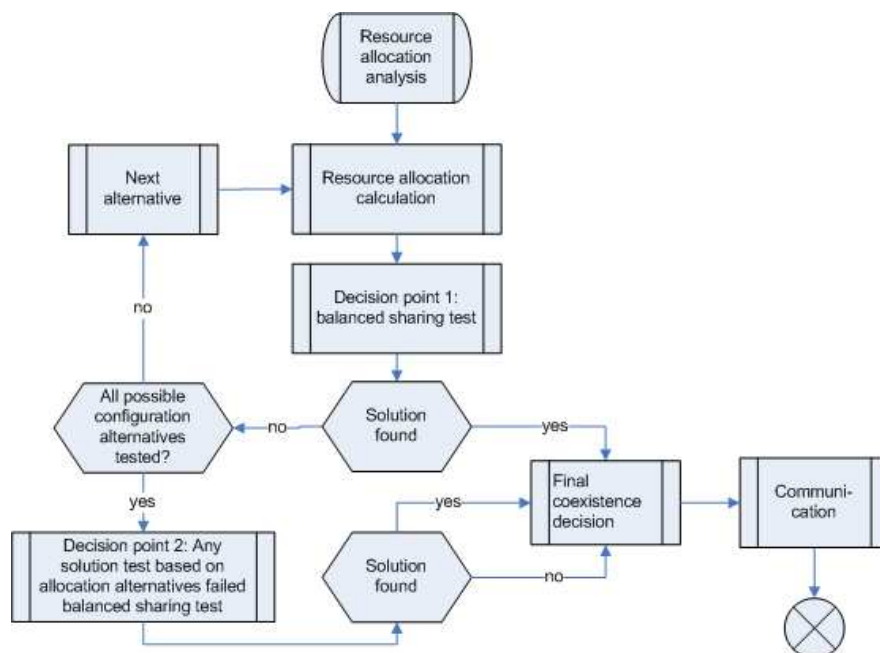 Resource
allocation
analysis
Next
alternative
Resource allocation
calculation
no
Decision point 1:
balanced sharing test
All possible
configuration
alternatives
tested?
no
Solution
found
yes
yes
Final
coexistence
decision
Communi-
cation
yes
Decision point 2: Any
solution test based on
allocation alternatives failed
balanced sharing test
Solution
found
no